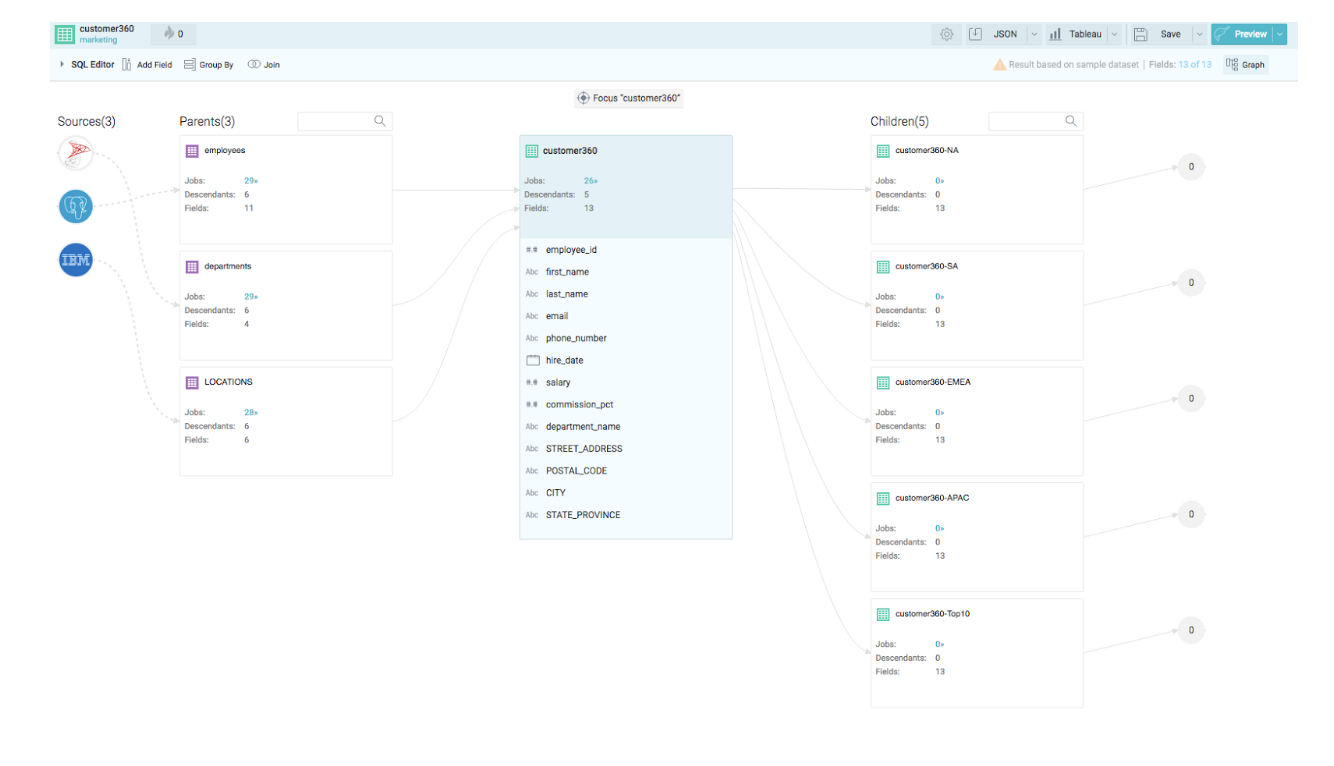 customer360
marketing
0
JSON
Tableau
Save
Preview
SQL Editor Add Field Group By Join
Result based on sample dataset | Fields: 13 of 13 Graph
Focus "customer360"
Sources(3)
IBM
Parents(3)
employees
Jobs: 29»
Descendants: 6
Fields: 11
departments
Jobs: 29»
Descendants: 6
Fields: 4
LOCATIONS
Jobs: 28»
Descendants: 6
Fields: 6
customer360
Jobs: 26»
Descendants: 5
Fields: 13
#.# employee_id
Abc first_name
Abc last_name
Abc email
Abc phone_number
hire_date
#.# salary
#.# commission_pct
Abc department_name
Abc STREET_ADDRESS
Abc POSTAL_CODE
Abc CITY
Abc STATE_PROVINCE
Children(5)
customer360-NA
Jobs: 0»
Descendants: 0
Fields: 13
0
customer360-SA
Jobs: 0»
Descendants: 0
Fields: 13
0
customer360-EMEA
Jobs: 0»
Descendants: 0
Fields: 13
0
customer360-APAC
Jobs: 0»
Descendants: 0
Fields: 13
0
customer360-Top10
Jobs: 0»
Descendants: 0
Fields: 13
0